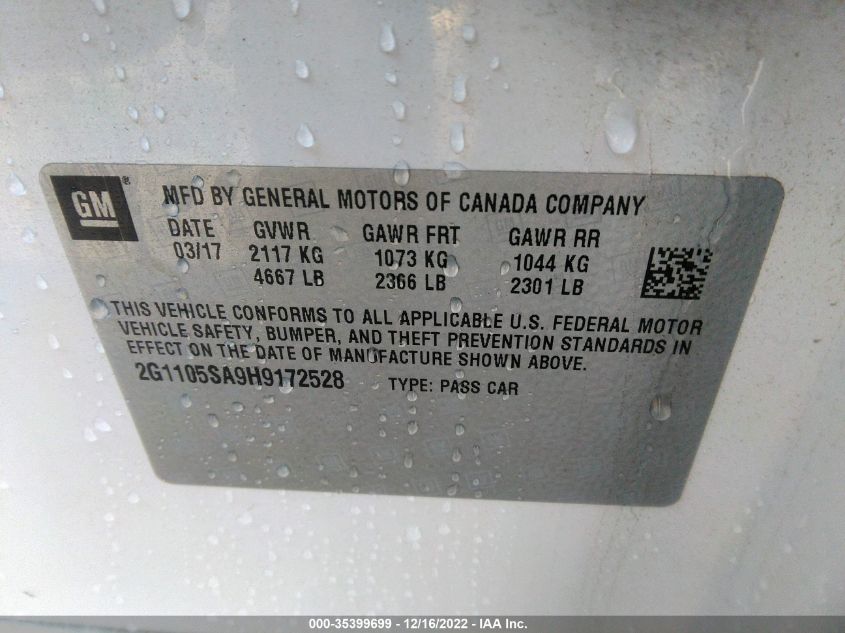 GM®
MFD BY GENERAL MOTORS OF CANADA COMPANY
DATE GVWR GAWR FRT GAWR RR
03/17 2117 KG 1073 KG 1044 KG
4667 LB 2366 LB 2301 LB
THIS VEHICLE CONFORMS TO ALL APPLICABLE U.S. FEDERAL MOTOR
VEHICLE SAFETY, BUMPER, AND THEFT PREVENTION STANDARDS IN
EFFECT ON THE DATE OF MANUFACTURE SHOWN ABOVE.
2G1105SA9H9172528 TYPE: PASS CAR
000-35399699 - 12/16/2022 - IAA Inc.